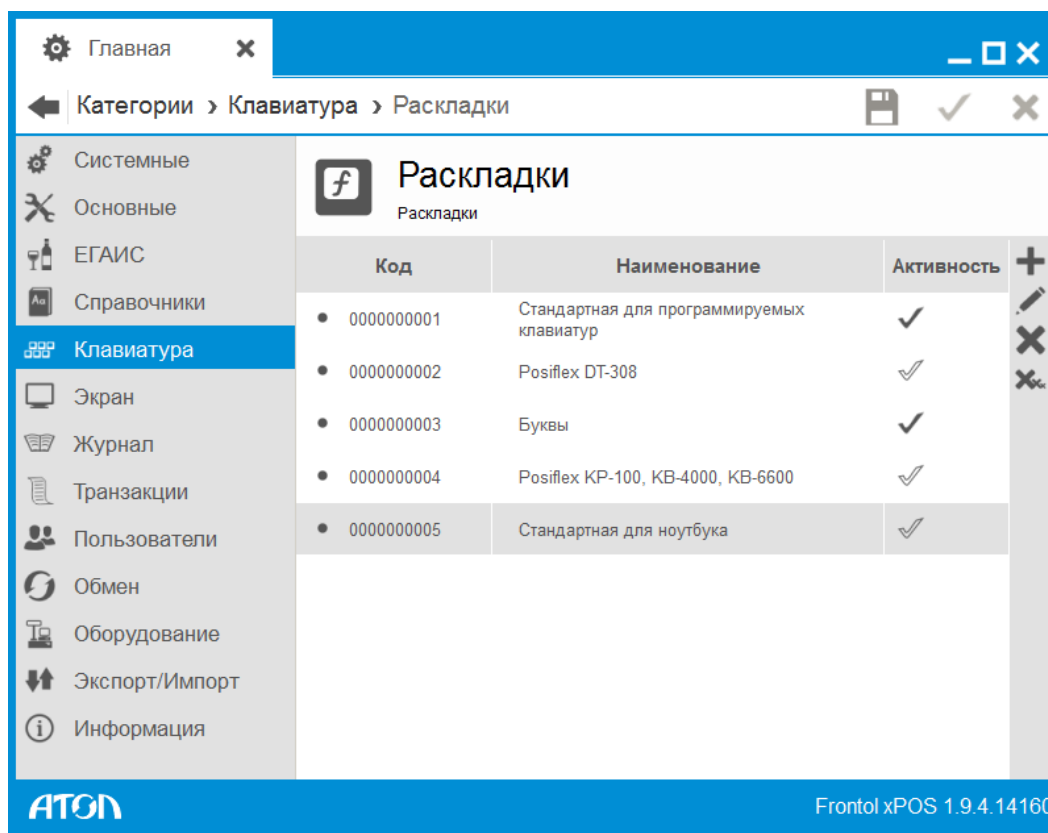 Главная
Категории › Клавиатура › Раскладки
Системные
Основные
ЕГАИС
Справочники
Клавиатура
Экран
Журнал
Транзакции
Пользователи
Обмен
Оборудование
Экспорт/Импорт
Информация
Раскладки
Раскладки
Код Наименование Активность
0000000001 Стандартная для программируемых
клавиатур
0000000002 Posiflex DT-308
0000000003 Буквы
0000000004 Posiflex KP-100, KB-4000, KB-6600
0000000005 Стандартная для ноутбука
ATOL
Frontol xPOS 1.9.4.14160